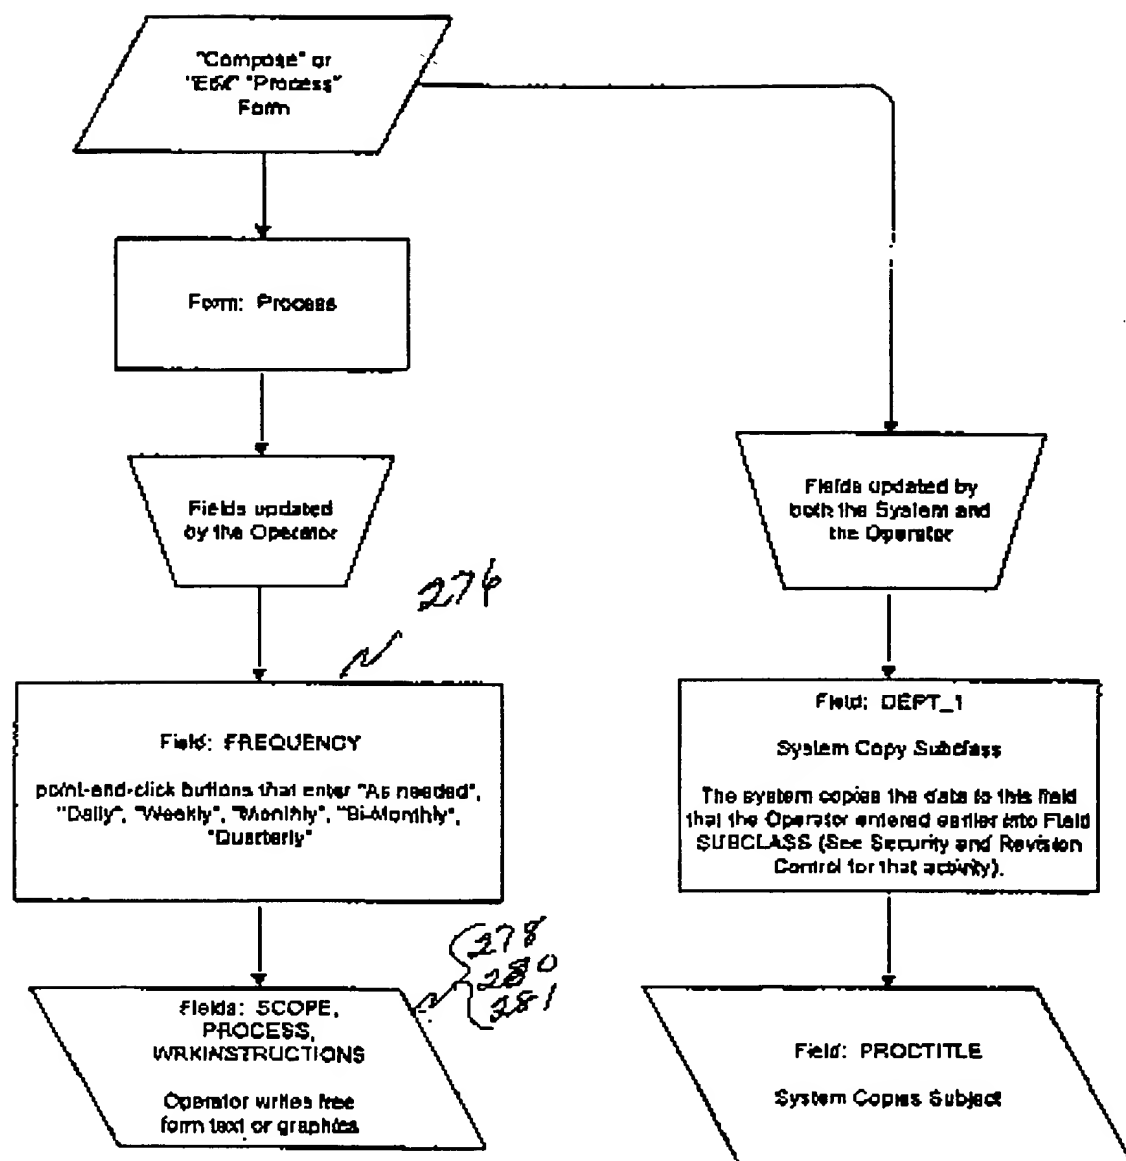 "Compose" or
"Edit" "Process"
Form
Form: Process
Fields updated
by the Operator
Fields updated by
both the System and
the Operator
276
Field: FREQUENCY
point-and-click buttons that enter "As needed",
"Daily", "Weekly", "Monthly", "Bi-Monthly",
"Quarterly"
Field: DEPT_1
System Copy Subclass
The system copies the data to this field
that the Operator entered earlier into Field
SUBCLASS (See Security and Revision
Control for that activity).
278
280
281
Fields: SCOPE,
PROCESS,
WRKINSTRUCTIONS
Operator writes free
form text or graphics
Field: PROCTITLE
System Copies Subject